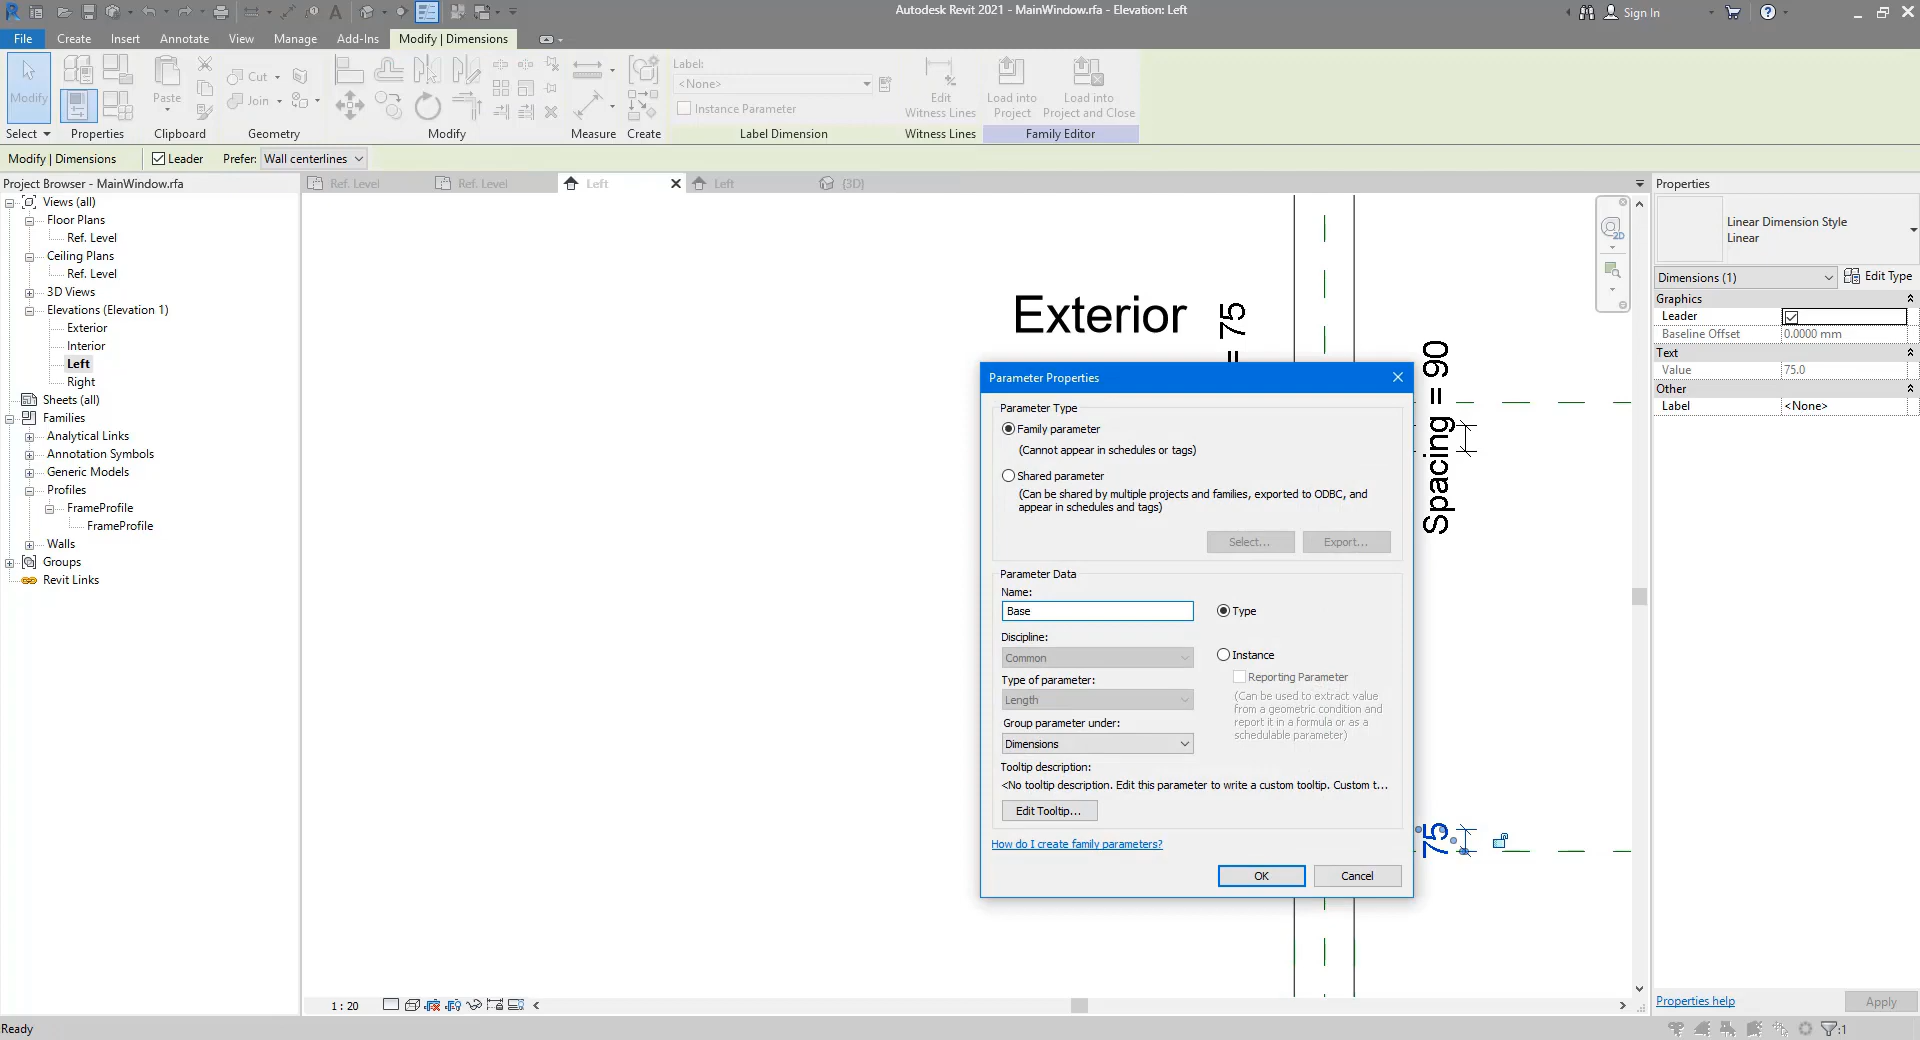 Autodesk Revit 2021 - MainWindow.rfa - Elevation: Left
Sign In
File
Create
Insert
Annotate
View
Manage
Add-Ins
Modify | Dimensions
Modify
Select
Properties
Paste
Clipboard
Cut
Join
Geometry
Modify
Measure
Create
Label:
<None>
Instance Parameter
Label Dimension
Edit
Witness Lines
Witness Lines
Load into
Project
Load into
Project and Close
Family Editor
Modify | Dimensions
Leader
Prefer:
Wall centerlines
Project Browser - MainWindow.rfa
Views (all)
Floor Plans
Ref. Level
Ceiling Plans
Ref. Level
3D Views
Elevations (Elevation 1)
Exterior
Interior
Left
Right
Sheets (all)
Families
Analytical Links
Annotation Symbols
Generic Models
Profiles
FrameProfile
FrameProfile
Walls
Groups
Revit Links
Ref. Level
Ref. Level
Left
Left
{3D}
2D
Exterior
= 75
Spacing = 90
75
Parameter Properties
Parameter Type
Family parameter
(Cannot appear in schedules or tags)
Shared parameter
(Can be shared by multiple projects and families, exported to ODBC, and
appear in schedules and tags)
Select...
Export...
Parameter Data
Name:
Base
Type
Discipline:
Common
Instance
Reporting Parameter
(Can be used to extract value
from a geometric condition and
report it in a formula or as a
schedulable parameter)
Type of parameter:
Length
Group parameter under:
Dimensions
Tooltip description:
<No tooltip description. Edit this parameter to write a custom tooltip. Custom t...
Edit Tooltip...
How do I create family parameters?
OK
Cancel
Properties
Linear Dimension Style
Linear
Dimensions (1)
Edit Type
Graphics
Leader
Baseline Offset
0.0000 mm
Text
Value
75.0
Other
Label
<None>
Properties help
Apply
1 : 20
Ready
:1